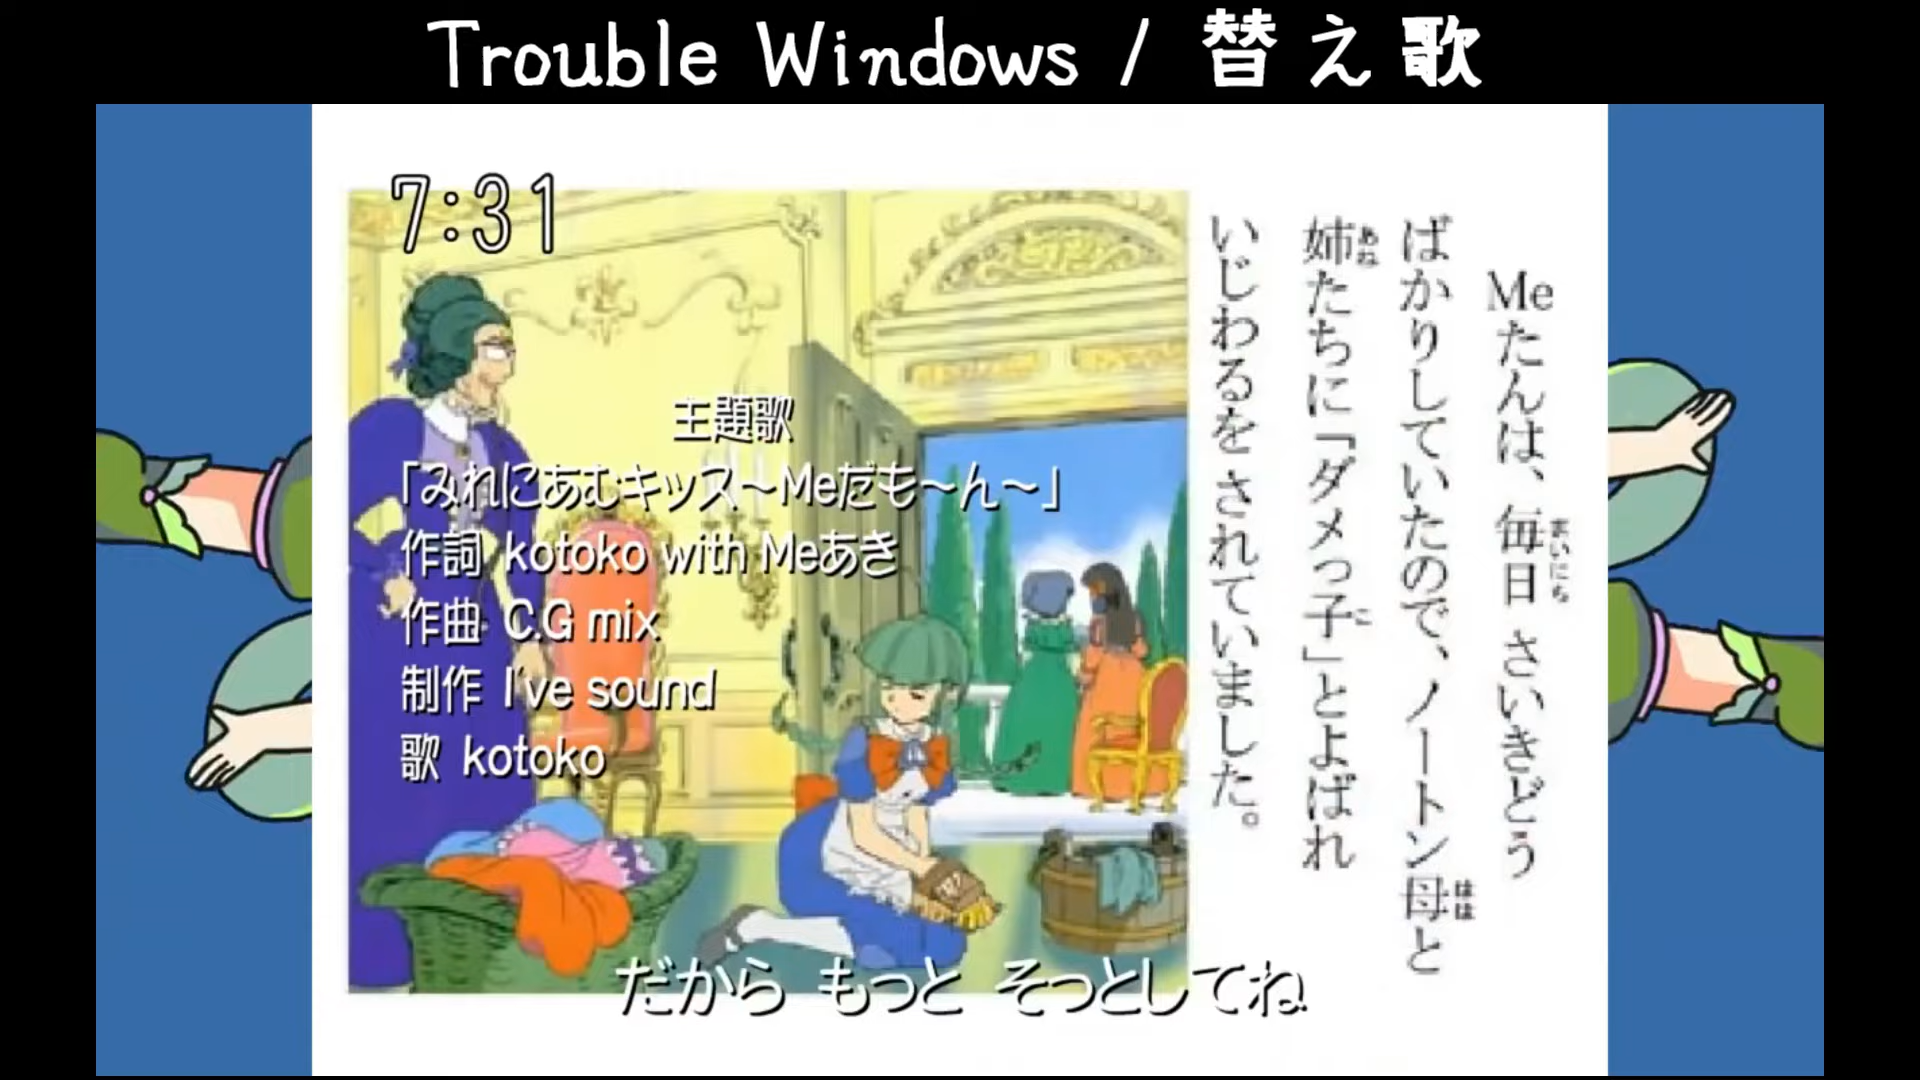 Trouble Windows / 替え歌
7:31
主題歌
「みれにあむキッス～Meだも～ん～」
作詞 kotoko with Meあき
作曲 C.G mix
制作 I've sound
歌 kotoko
Meたんは、毎日 さいきどう
ばかりしていたので、ノートン母と
姉たちに「ダメっ子」とよばれ
いじわるを されていました。
だから もっと そっとしてね